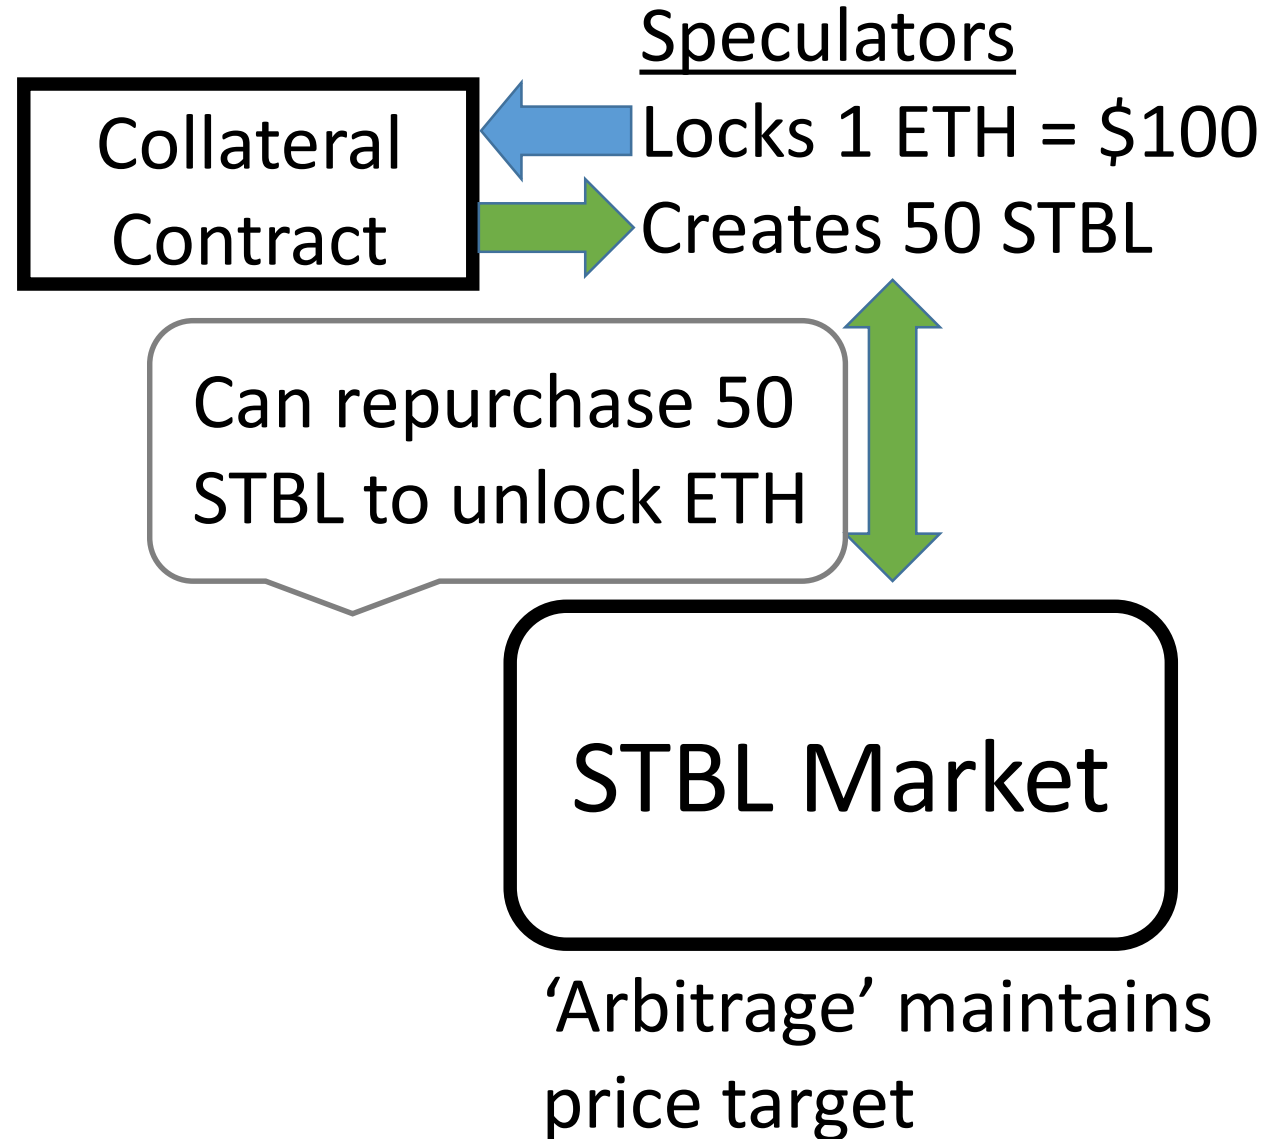 Speculators
Collateral
Contract
Locks 1 ETH = $100
Creates 50 STBL
Can repurchase 50
STBL to unlock ETH
STBL Market
‘Arbitrage’ maintains
price target